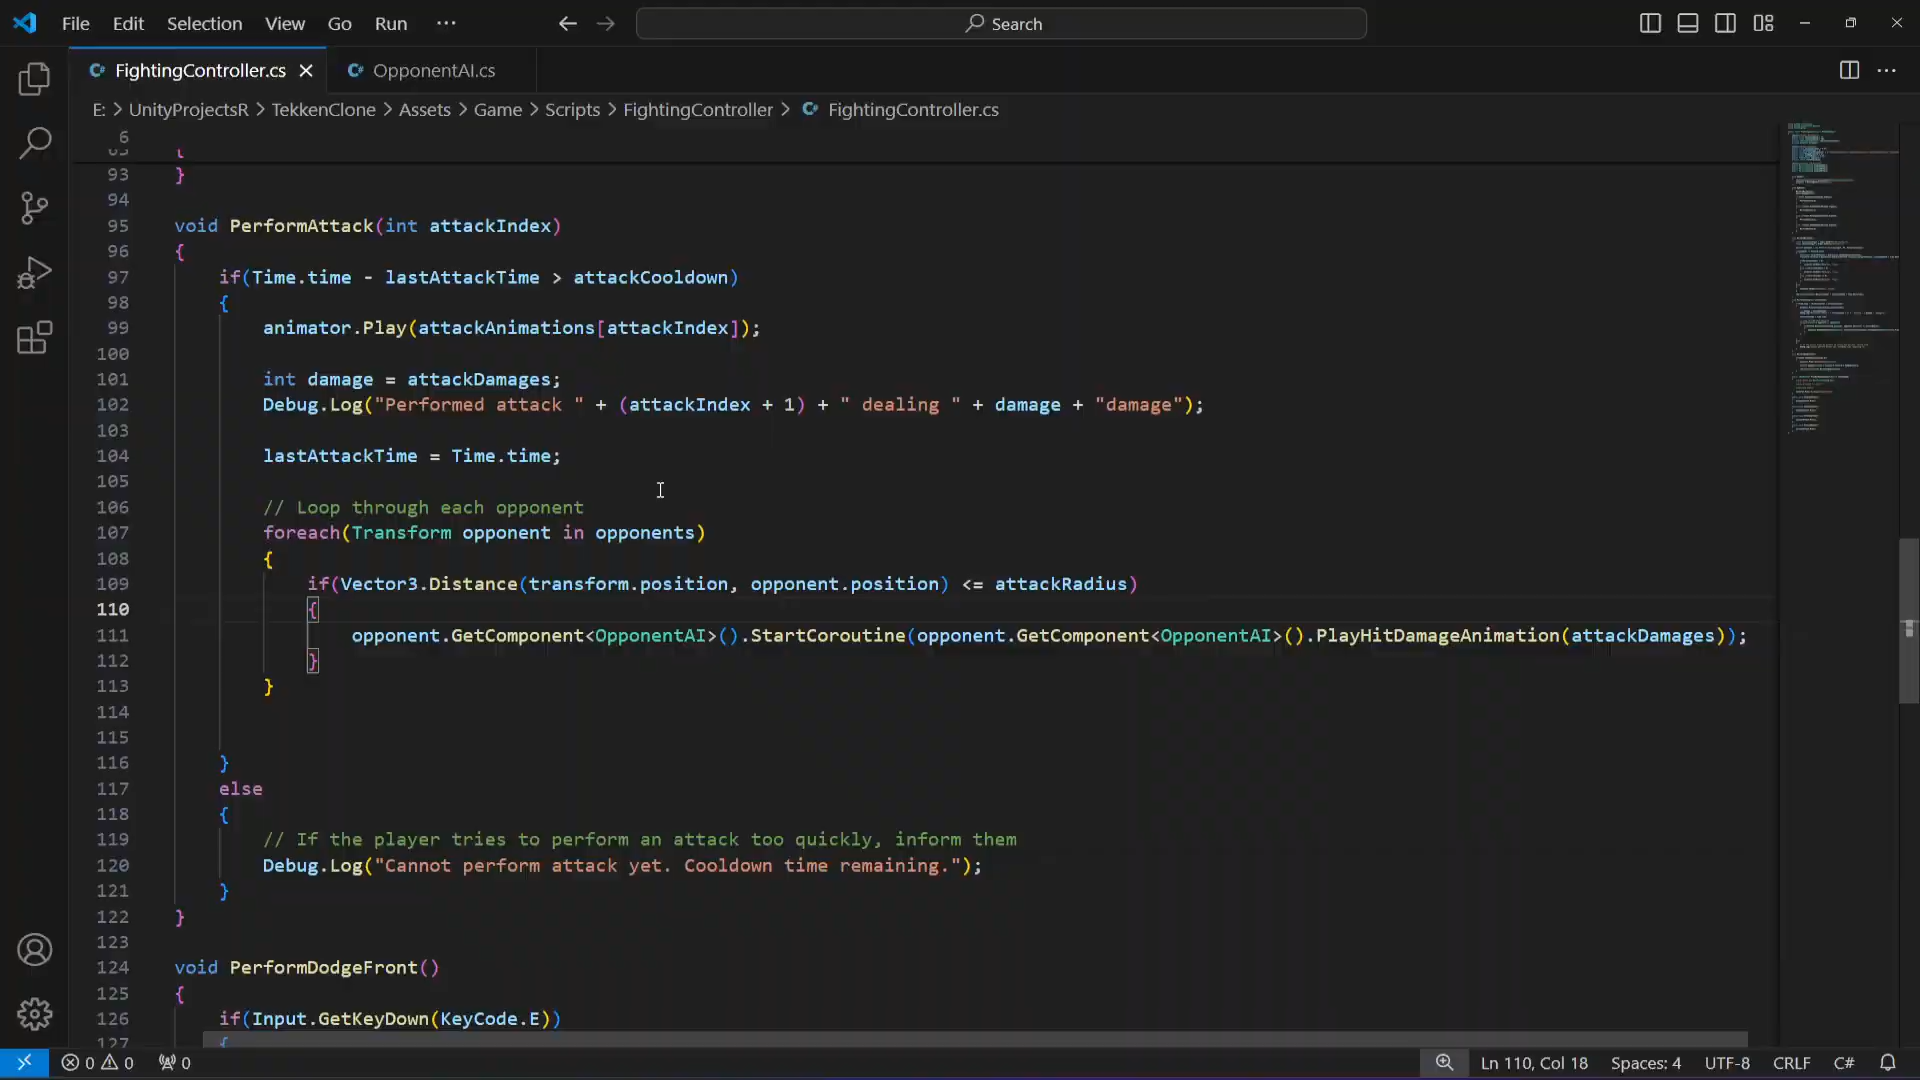 File Edit Selection View Go Run ··· Search
FightingController.cs OpponentAI.cs
E: > UnityProjectsR > TekkenClone > Assets > Game > Scripts > FightingController > FightingController.cs
6
{
93 }
94
95 void PerformAttack(int attackIndex)
96 {
97 if(Time.time - lastAttackTime > attackCooldown)
98 {
99 animator.Play(attackAnimations[attackIndex]);
100
101 int damage = attackDamages;
102 Debug.Log("Performed attack " + (attackIndex + 1) + " dealing " + damage + "damage");
103
104 lastAttackTime = Time.time;
105
106 // Loop through each opponent
107 foreach(Transform opponent in opponents)
108 {
109 if(Vector3.Distance(transform.position, opponent.position) <= attackRadius)
110 {
111 opponent.GetComponent<OpponentAI>().StartCoroutine(opponent.GetComponent<OpponentAI>().PlayHitDamageAnimation(attackDamages));
112 }
113 }
114
115
116 }
117 else
118 {
119 // If the player tries to perform an attack too quickly, inform them
120 Debug.Log("Cannot perform attack yet. Cooldown time remaining.");
121 }
122 }
123
124 void PerformDodgeFront()
125 {
126 if(Input.GetKeyDown(KeyCode.E))
127 {
0 0 0 Ln 110, Col 18 Spaces: 4 UTF-8 CRLF C#